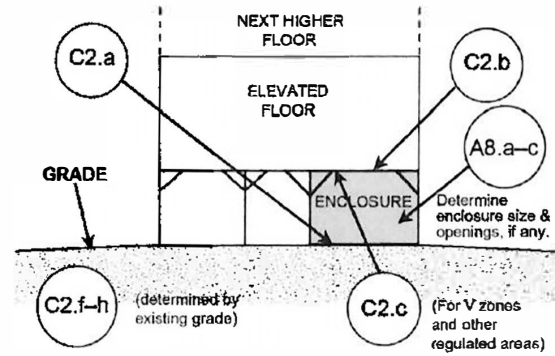 NEXT HIGHER
FLOOR
C2.a
C2.b
ELEVATED
FLOOR
A8.a–c
GRADE
ENCLOSURE
Determine
enclosure size &
openings, if any.
C2.f–h
(determined by
existing grade)
C2.c
(For V zones
and other
regulated areas)